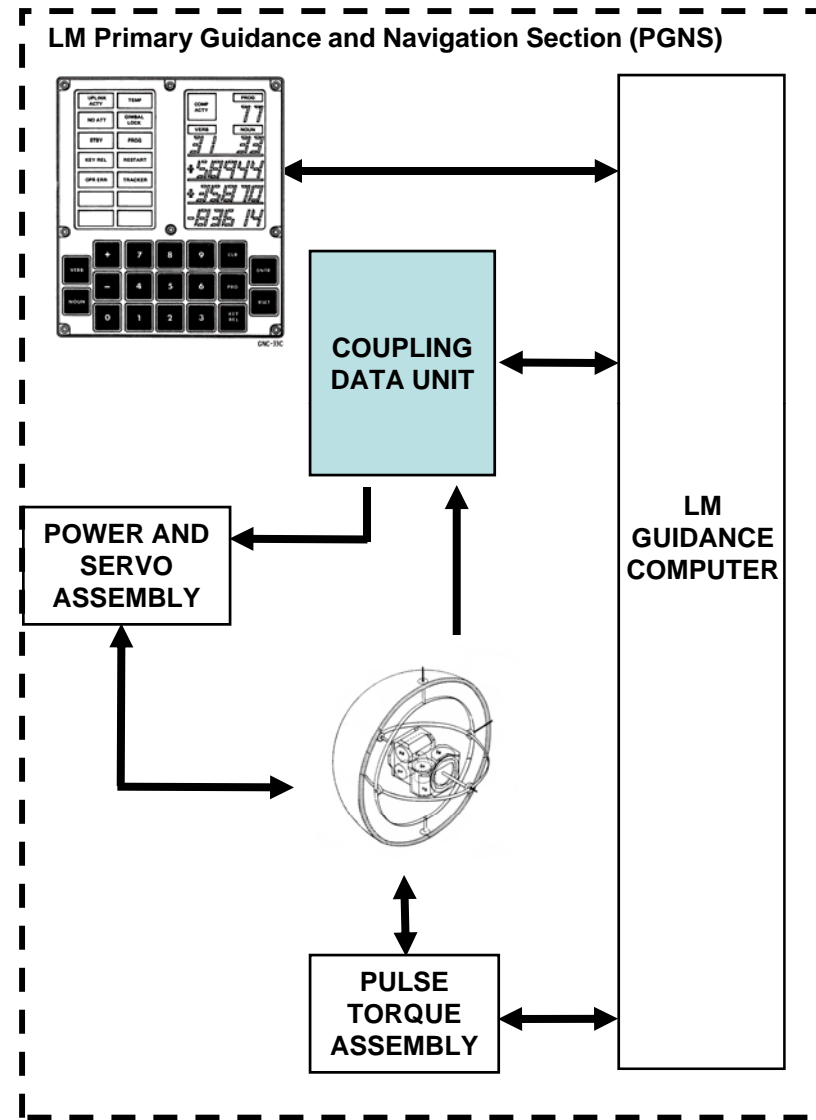 LM Primary Guidance and Navigation Section (PGNS)
UPLINK ACTY
TEMP
NO ATT
GIMBAL LOCK
STBY
PROG
KEY REL
RESTART
OPR ERR
TRACKER
COMP ACTY
PROG
77
VERB
NOUN
31
33
+58944
+35870
-83614
VERB
NOUN
+
7
8
9
CLR
ENTR
-
4
5
6
PRO
RSET
0
1
2
3
KEY REL
GNC-33C
COUPLING
DATA UNIT
POWER AND
SERVO
ASSEMBLY
LM
GUIDANCE
COMPUTER
PULSE
TORQUE
ASSEMBLY